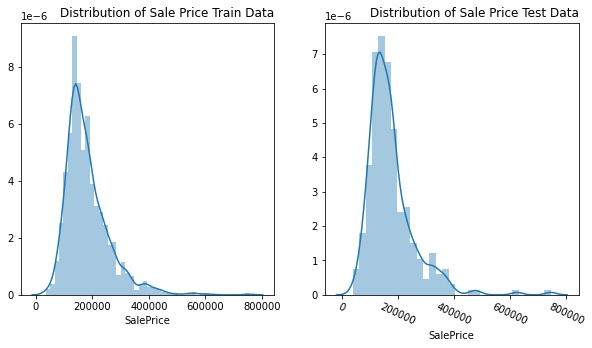 Distribution of Sale Price Train Data
1e−6
8
6
4
2
0
0 200000 400000 600000 800000
SalePrice
Distribution of Sale Price Test Data
1e−6
7
6
5
4
3
2
1
0
0 200000 400000 600000 800000
SalePrice